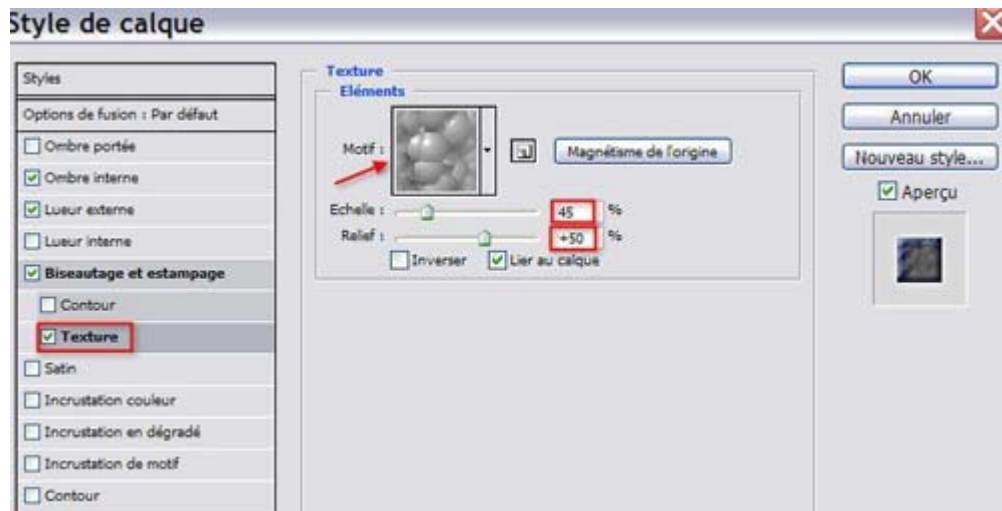 Style de calque
Styles
Options de fusion : Par défaut
Ombre portée
Ombre interne
Lueur externe
Lueur interne
Biseautage et estampage
Contour
Texture
Satin
Incrustation couleur
Incrustation en dégradé
Incrustation de motif
Contour
Texture
Eléments
Motif :
Magnétisme de l'origine
Echelle : 45 %
Relief : +50 %
Inverser Lier au calque
OK
Annuler
Nouveau style...
Aperçu